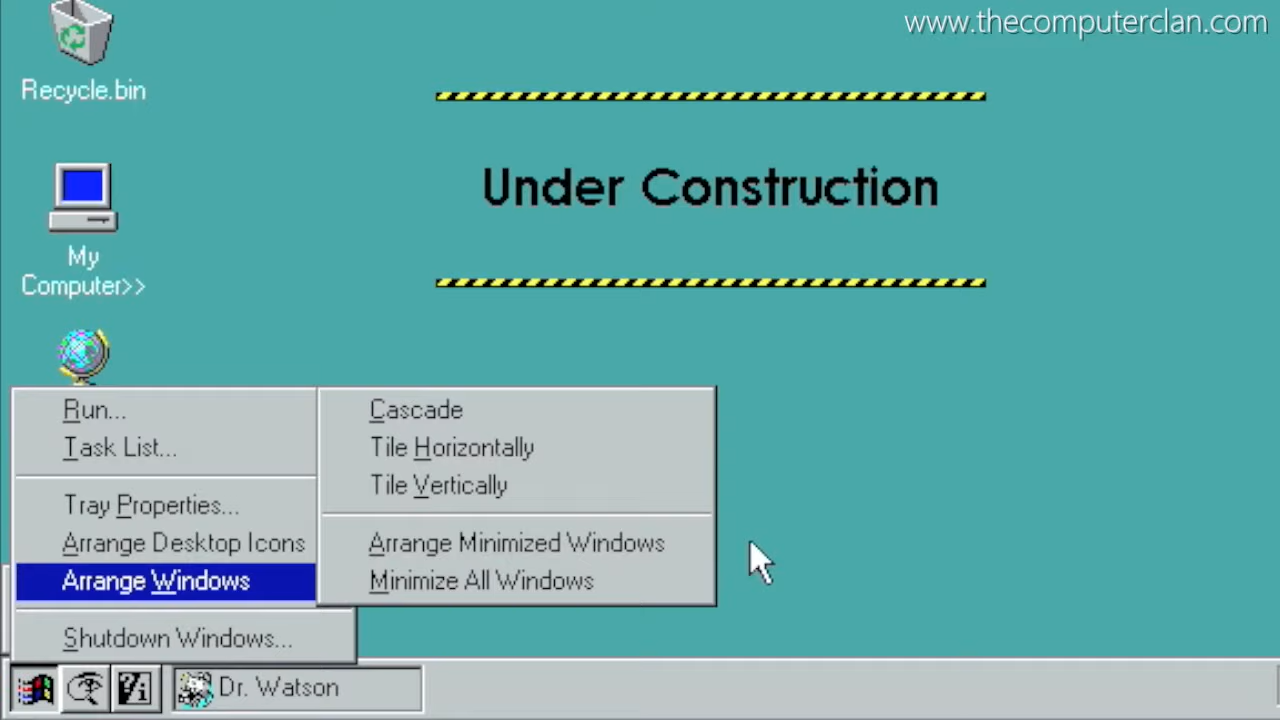 www.thecomputerclan.com
Recycle.bin
Under Construction
My
Computer>>
Run...
Task List...
Tray Properties...
Arrange Desktop Icons
Arrange Windows
Shutdown Windows...
Cascade
Tile Horizontally
Tile Vertically
Arrange Minimized Windows
Minimize All Windows
Dr. Watson